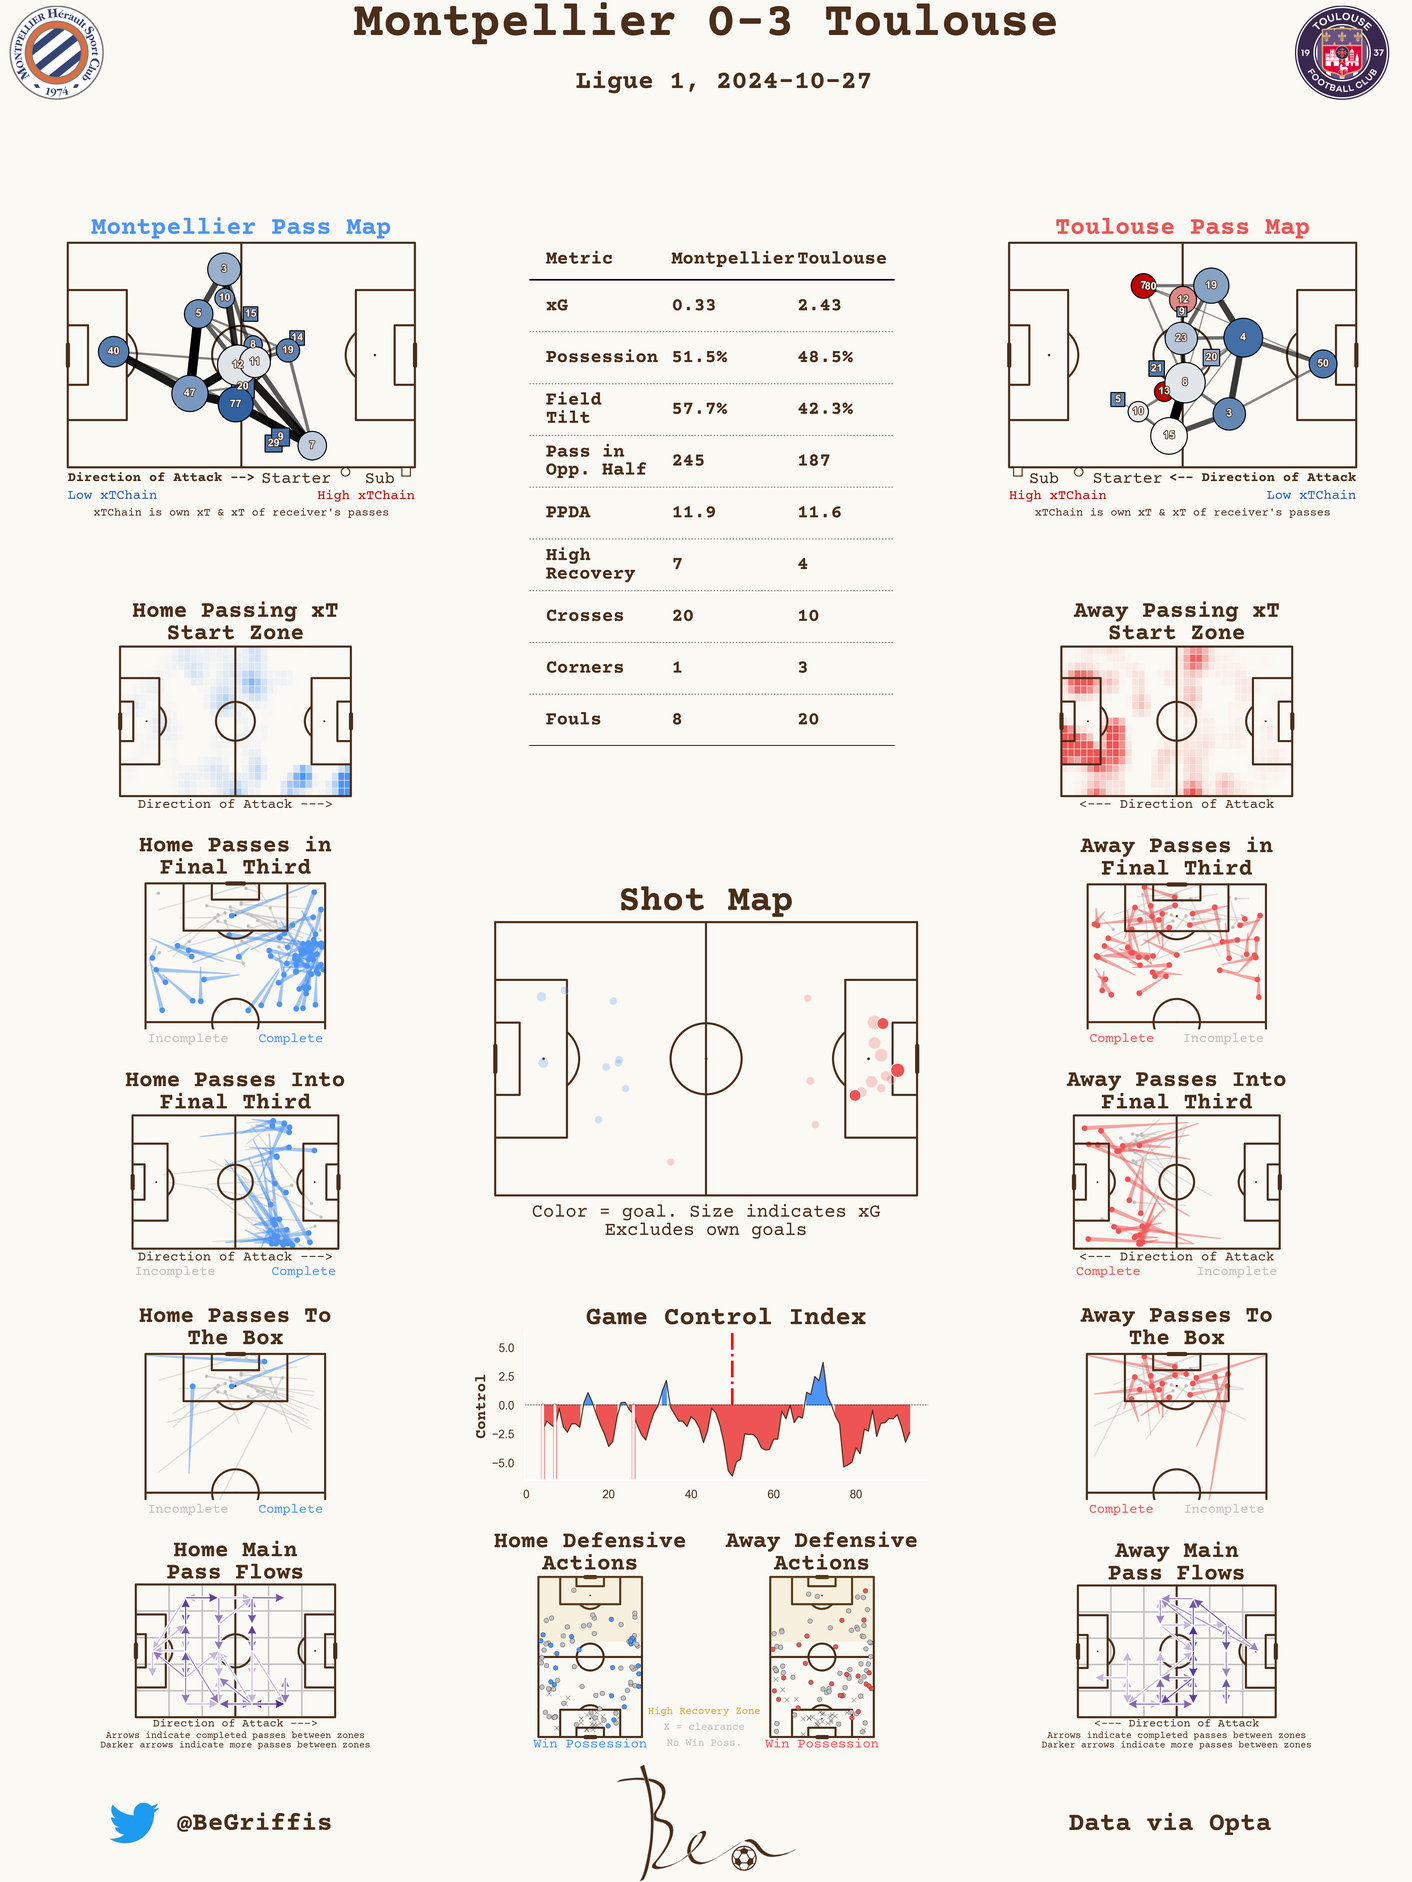 Montpellier 0-3 Toulouse
Ligue 1, 2024-10-27
MONTPELLIER Hérault Sport Club
1974
TOULOUSE
19 37
FOOTBALL CLUB
Montpellier Pass Map
3
10
5
15
14
8
19
40
12
11
20
47
77
9
29
7
Direction of Attack --> Starter Sub
Low xTChain High xTChain
xTChain is own xT & xT of receiver's passes
Metric Montpellier Toulouse
xG 0.33 2.43
Possession 51.5% 48.5%
Field
Tilt 57.7% 42.3%
Pass in
Opp. Half 245 187
PPDA 11.9 11.6
High
Recovery 7 4
Crosses 20 10
Corners 1 3
Fouls 8 20
Toulouse Pass Map
7
80
19
12
9
23
4
20
50
21
8
13
5
10
3
15
Sub Starter <-- Direction of Attack
High xTChain Low xTChain
xTChain is own xT & xT of receiver's passes
Home Passing xT
Start Zone
Direction of Attack --->
Away Passing xT
Start Zone
<--- Direction of Attack
Home Passes in
Final Third
Incomplete Complete
Away Passes in
Final Third
Complete Incomplete
Shot Map
Color = goal. Size indicates xG
Excludes own goals
Home Passes Into
Final Third
Direction of Attack --->
Incomplete Complete
Away Passes Into
Final Third
<--- Direction of Attack
Complete Incomplete
Home Passes To
The Box
Incomplete Complete
Game Control Index
Control
5.0
2.5
0.0
−2.5
−5.0
0 20 40 60 80
Away Passes To
The Box
Complete Incomplete
Home Main
Pass Flows
Direction of Attack --->
Arrows indicate completed passes between zones
Darker arrows indicate more passes between zones
Home Defensive
Actions
Win Possession
Away Defensive
Actions
Win Possession
High Recovery Zone
X = clearance
No Win Poss.
Away Main
Pass Flows
<--- Direction of Attack
Arrows indicate completed passes between zones
Darker arrows indicate more passes between zones
@BeGriffis
Ben
Data via Opta